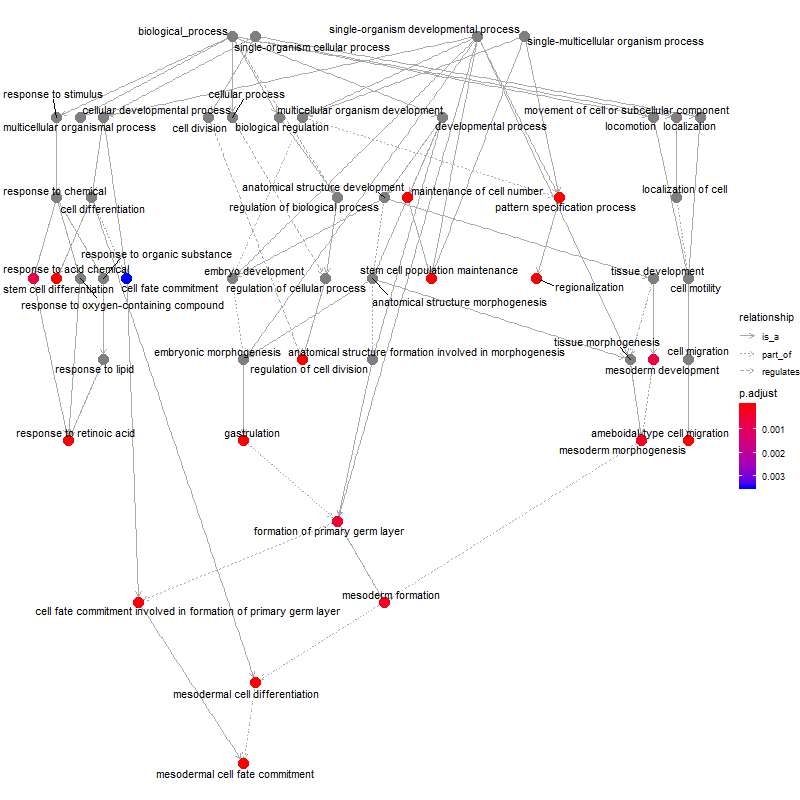 biological_process
single-organism developmental process
single-organism cellular process
single-multicellular organism process
response to stimulus
cellular process
cellular developmental process
multicellular organism development
movement of cell or subcellular component
multicellular organismal process
cell division
biological regulation
developmental process
locomotion
localization
response to chemical
anatomical structure development
maintenance of cell number
localization of cell
cell differentiation
regulation of biological process
pattern specification process
response to organic substance
response to acid chemical
embryo development
stem cell population maintenance
tissue development
stem cell differentiation
cell fate commitment
regulation of cellular process
regionalization
cell motility
response to oxygen-containing compound
anatomical structure morphogenesis
relationship
is_a
part_of
regulates
tissue morphogenesis
embryonic morphogenesis
anatomical structure formation involved in morphogenesis
cell migration
response to lipid
regulation of cell division
mesoderm development
p.adjust
0.001
0.002
0.003
response to retinoic acid
gastrulation
ameboidal-type cell migration
mesoderm morphogenesis
formation of primary germ layer
mesoderm formation
cell fate commitment involved in formation of primary germ layer
mesodermal cell differentiation
mesodermal cell fate commitment